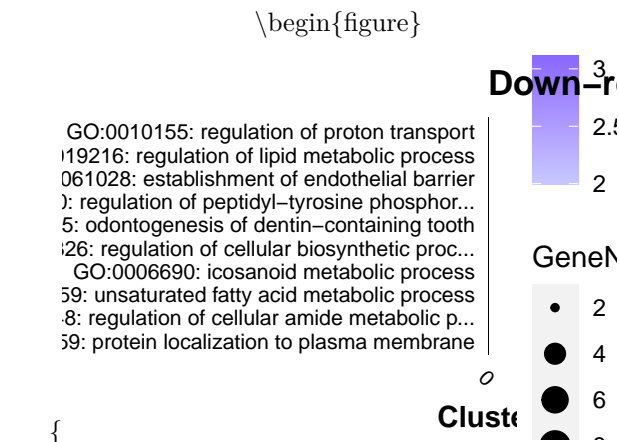 \begin{figure}
Down−r
3
2.5
2
GO:0010155: regulation of proton transport
019216: regulation of lipid metabolic process
061028: establishment of endothelial barrier
0: regulation of peptidyl−tyrosine phosphor...
5: odontogenesis of dentin−containing tooth
326: regulation of cellular biosynthetic proc...
GO:0006690: icosanoid metabolic process
59: unsaturated fatty acid metabolic process
48: regulation of cellular amide metabolic p...
59: protein localization to plasma membrane
GeneN
2
4
6
0
Cluste
{